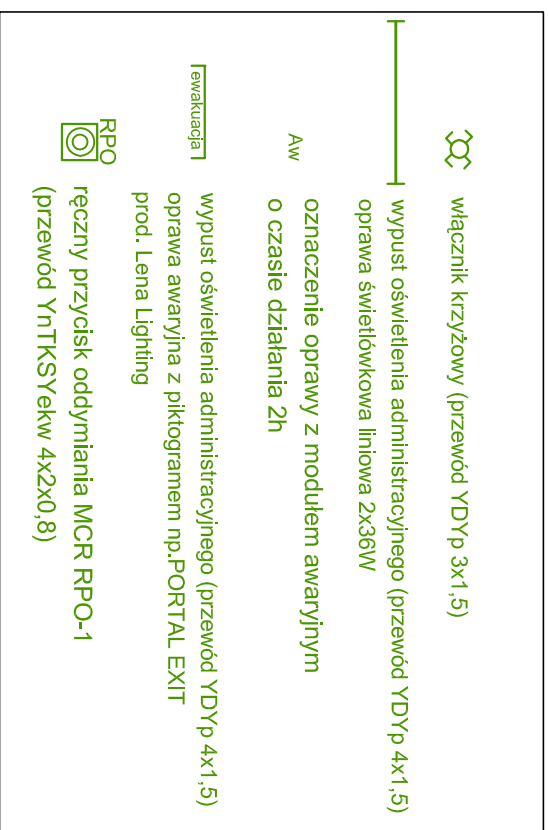 włącznik krzyżowy (przewód YDYp 3x1,5)
wypust oświetlenia administracyjnego (przewód YDYp 4x1,5)
oprawa świetlówkowa liniowa 2x36W
Aw
oznaczenie oprawy z modułem awaryjnym
o czasie działania 2h
ewakuacja
wypust oświetlenia administracyjnego (przewód YDYp 4x1,5)
oprawa awaryjna z piktogramem np.PORTAL EXIT
prod. Lena Lighting
RPO
ręczny przycisk oddymiania MCR RPO-1
(przewód YnTKSYekw 4x2x0,8)